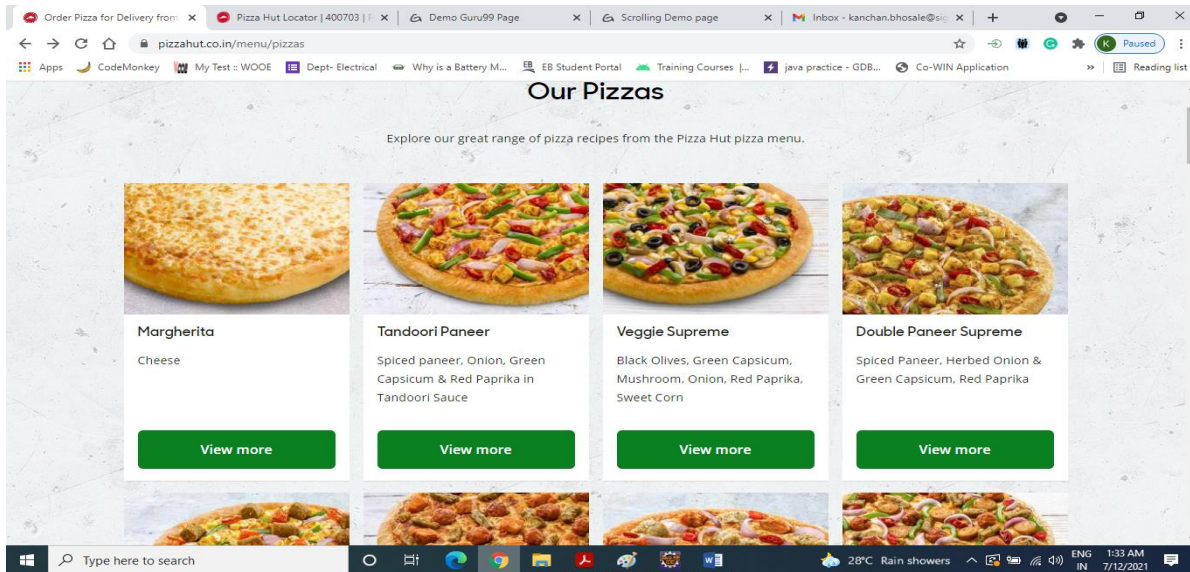 Order Pizza for Delivery from
Pizza Hut Locator | 400703 |
Demo Guru99 Page
Scrolling Demo page
Inbox - kanchan.bhosale@sig
pizzahut.co.in/menu/pizzas
K Paused
Apps CodeMonkey My Test :: WOOE Dept- Electrical Why is a Battery M... EB Student Portal Training Courses |... java practice - GDB... Co-WIN Application » Reading list
Our Pizzas
Explore our great range of pizza recipes from the Pizza Hut pizza menu.
Margherita
Cheese
View more
Tandoori Paneer
Spiced paneer, Onion, Green
Capsicum & Red Paprika in
Tandoori Sauce
View more
Veggie Supreme
Black Olives, Green Capsicum,
Mushroom, Onion, Red Paprika,
Sweet Corn
View more
Double Paneer Supreme
Spiced Paneer, Herbed Onion &
Green Capsicum, Red Paprika
View more
Type here to search
28°C Rain showers
ENG
IN
1:33 AM
7/12/2021